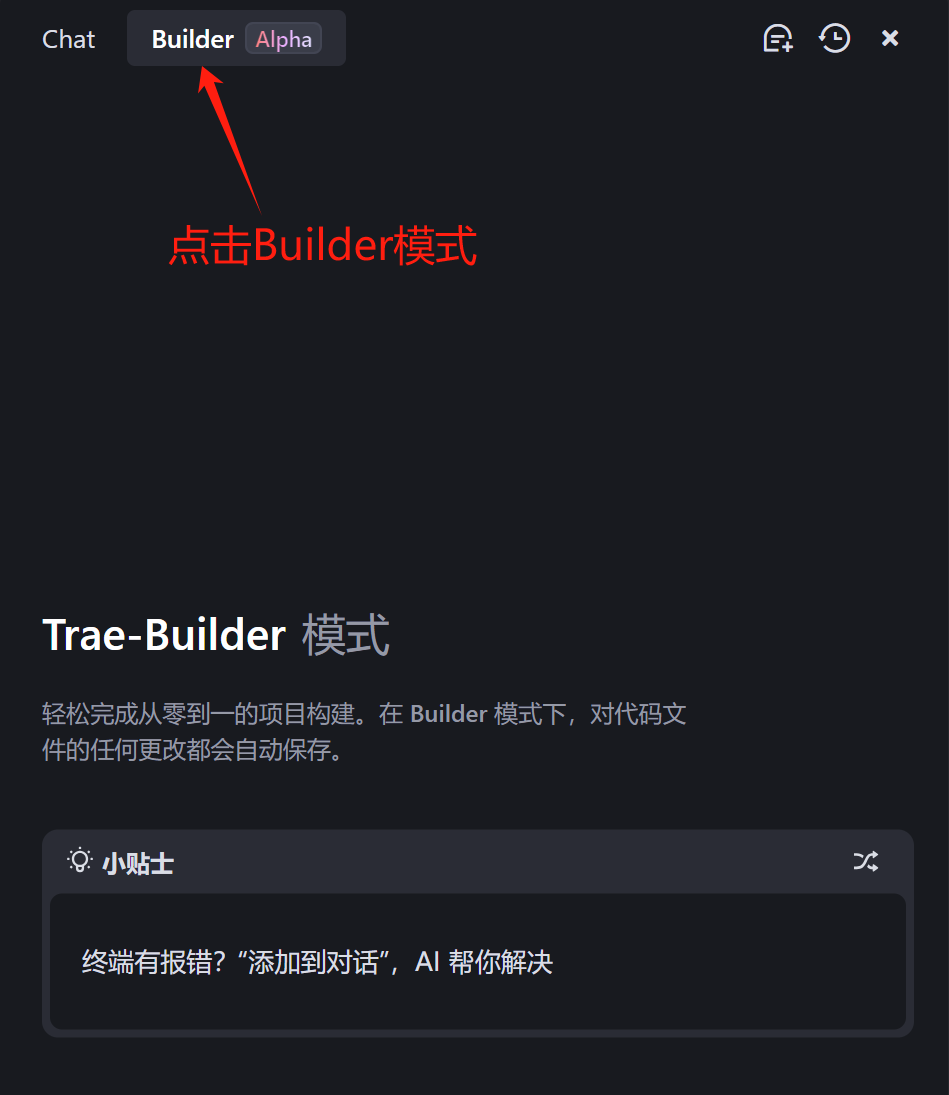 Chat
Builder Alpha
点击Builder模式
Trae-Builder 模式
轻松完成从零到一的项目构建。在 Builder 模式下，对代码文
件的任何更改都会自动保存。
小贴士
终端有报错？“添加到对话”，AI 帮你解决